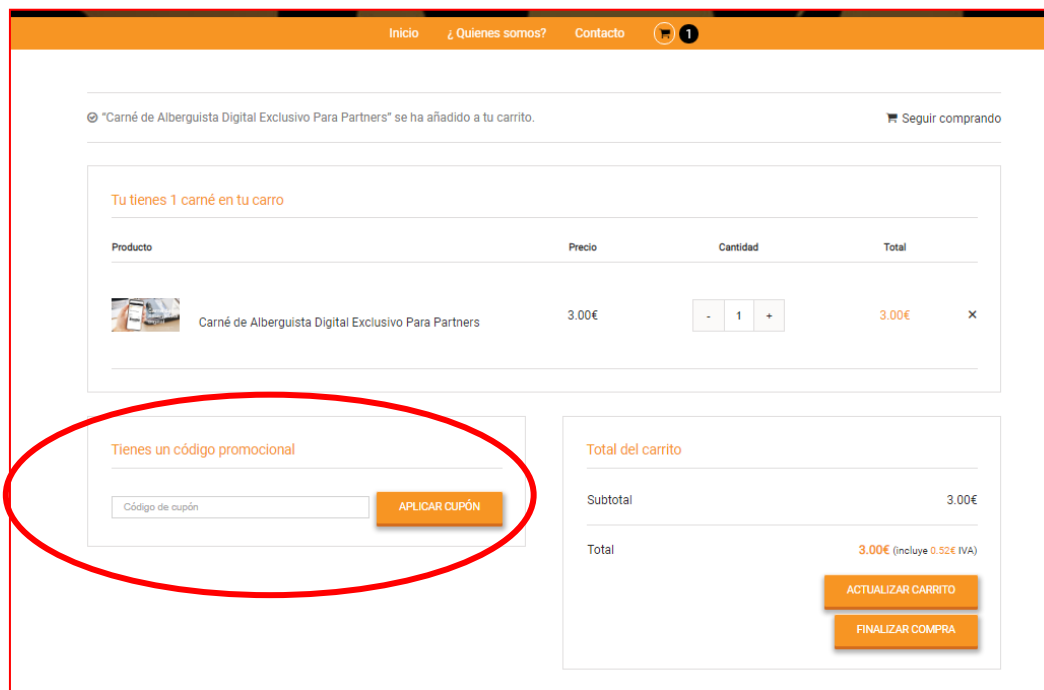 Inicio ¿ Quienes somos? Contacto 1
"Carné de Alberguista Digital Exclusivo Para Partners" se ha añadido a tu carrito. Seguir comprando
Tu tienes 1 carné en tu carro
Producto Precio Cantidad Total
Carné de Alberguista Digital Exclusivo Para Partners 3.00€ - 1 + 3.00€ ×
Tienes un código promocional
Código de cupón APLICAR CUPÓN
Total del carrito
Subtotal 3.00€
Total 3.00€ (incluye 0.52€ IVA)
ACTUALIZAR CARRITO
FINALIZAR COMPRA